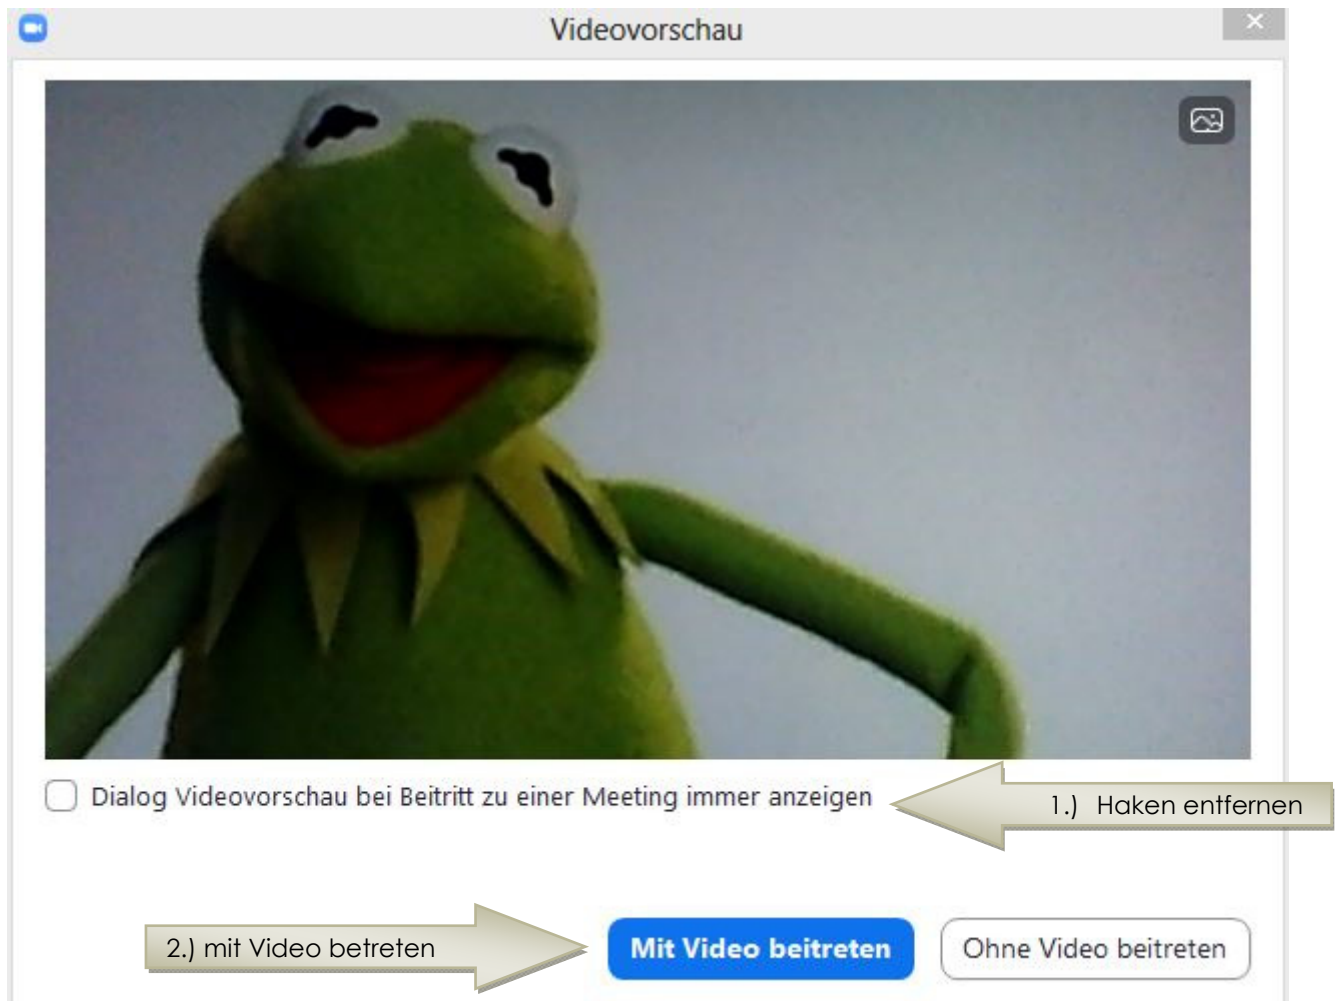 Videovorschau
Dialog Videovorschau bei Beitritt zu einer Meeting immer anzeigen
1.) Haken entfernen
2.) mit Video betreten
Mit Video beitreten
Ohne Video beitreten